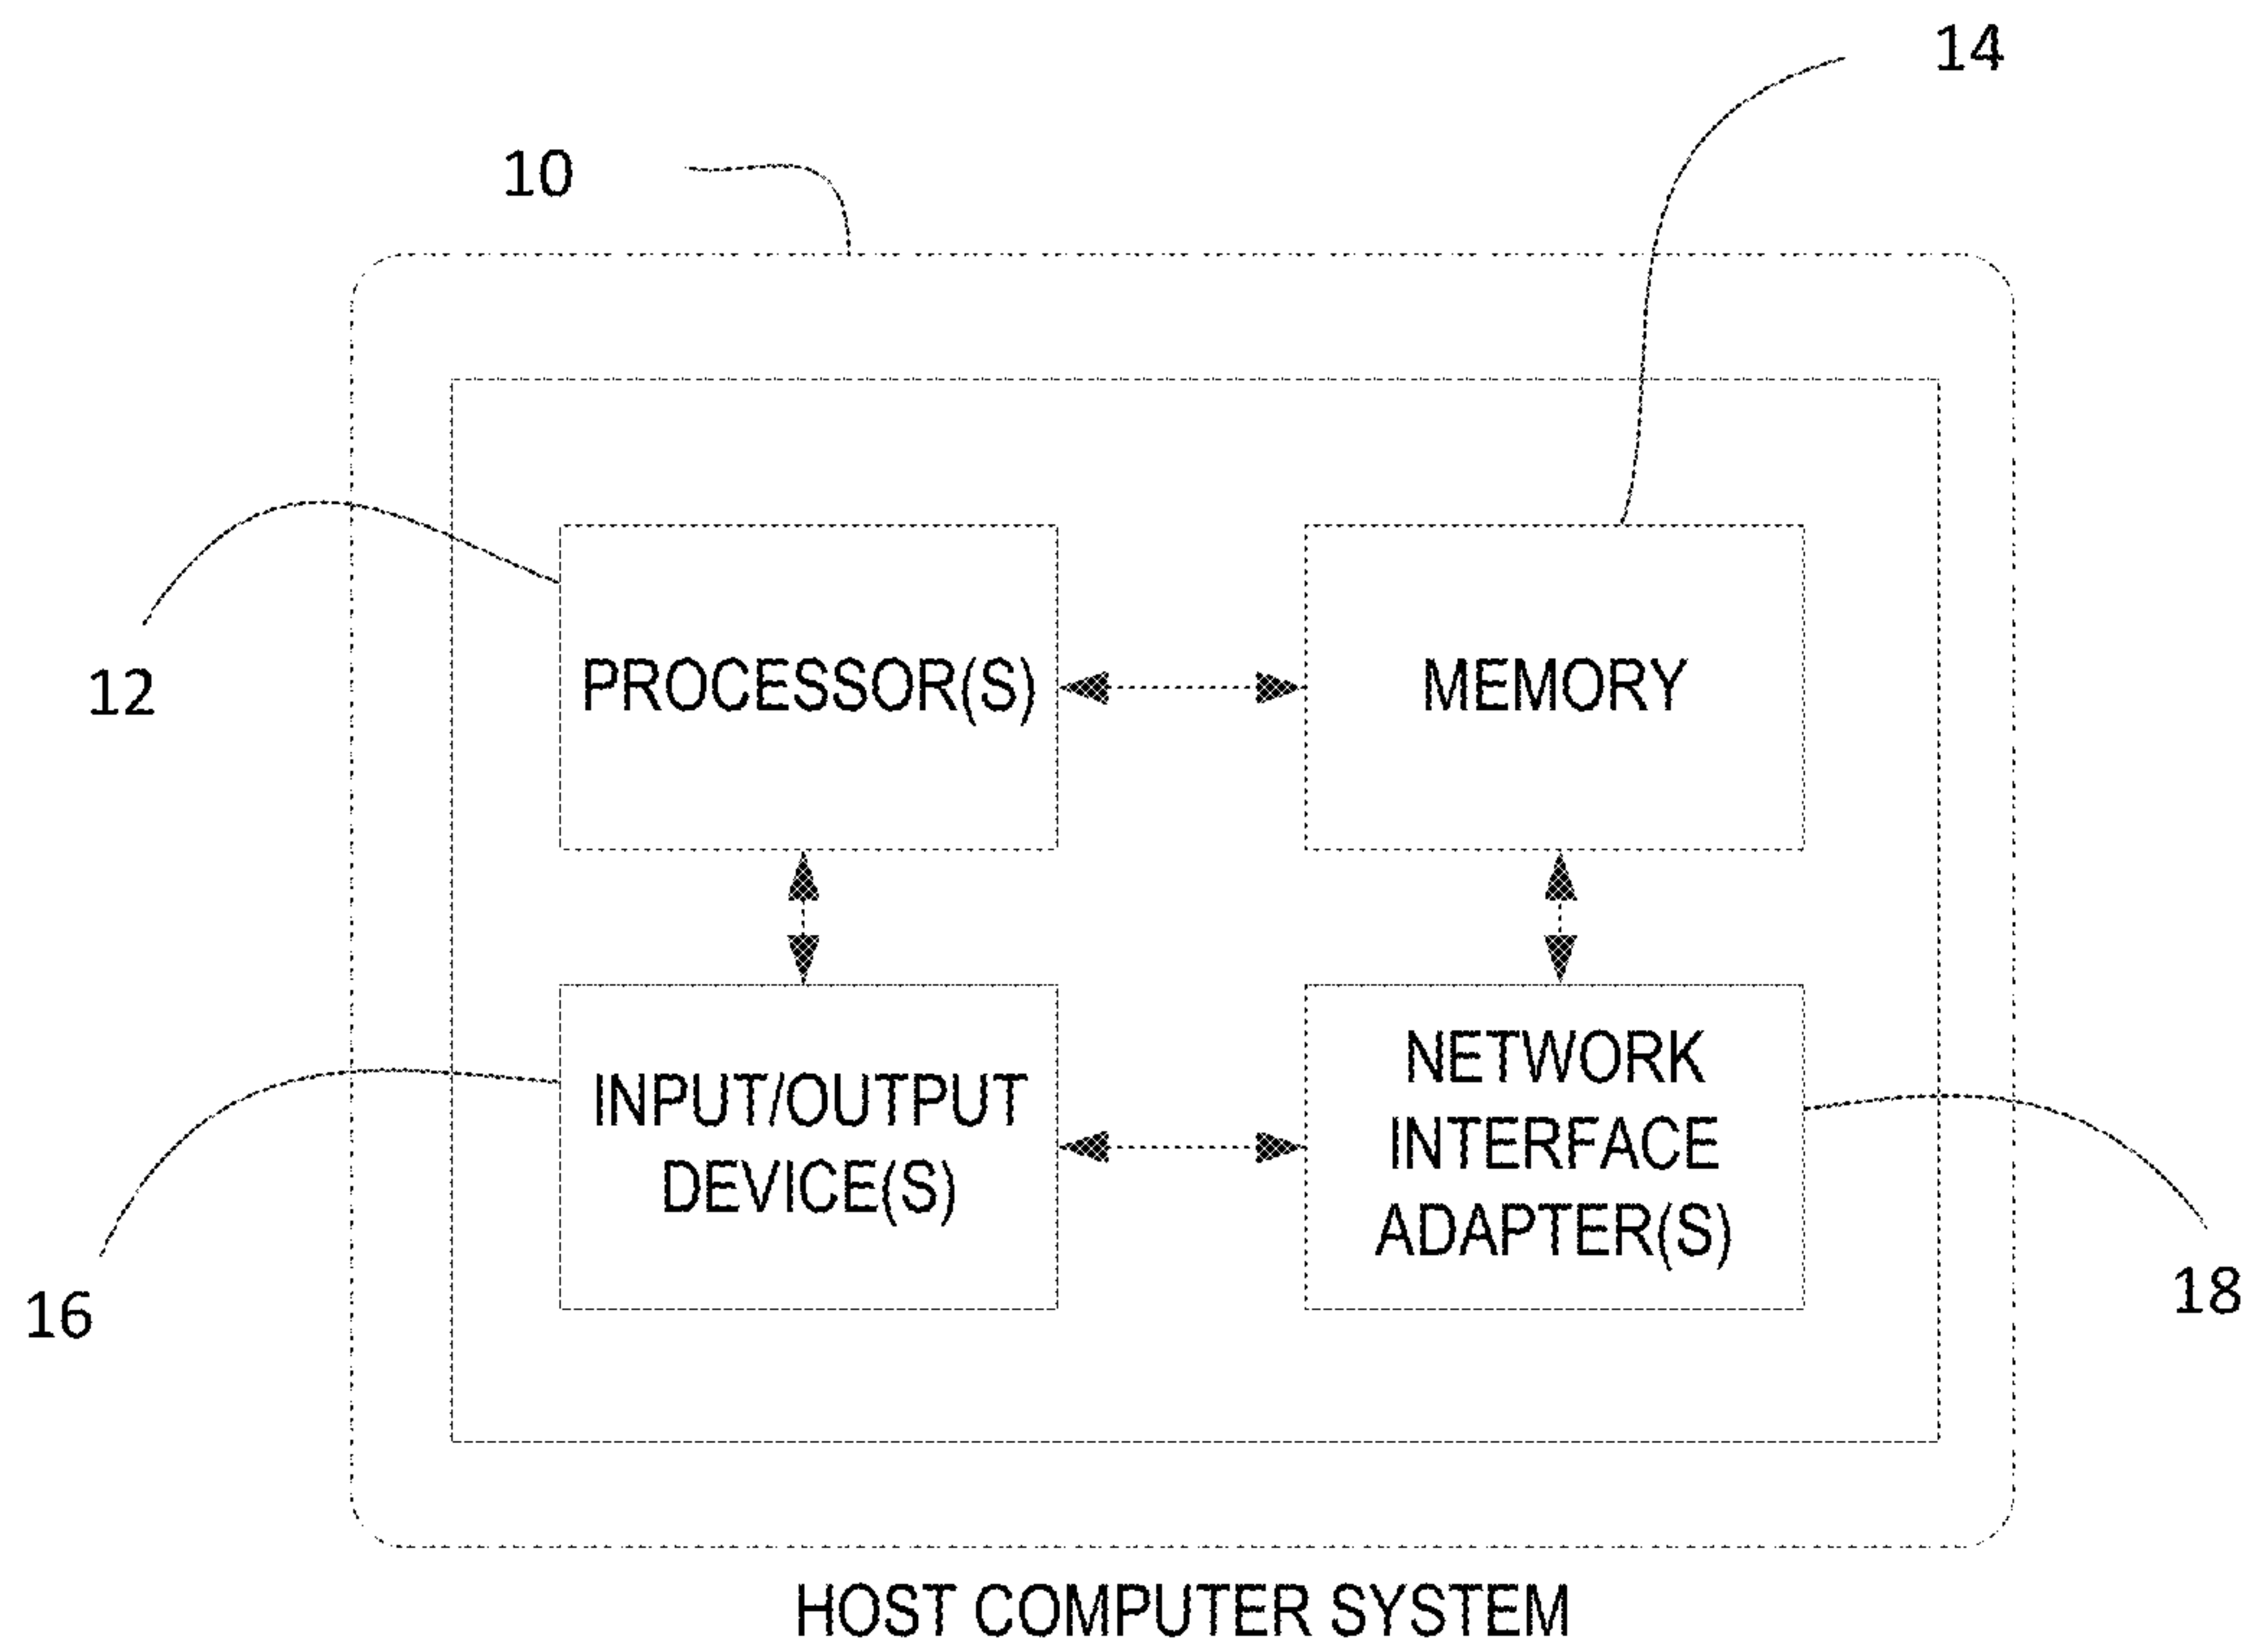 14
10
12
PROCESSOR(S)
MEMORY
16
INPUT/OUTPUT
DEVICE(S)
NETWORK
INTERFACE
ADAPTER(S)
18
HOST COMPUTER SYSTEM